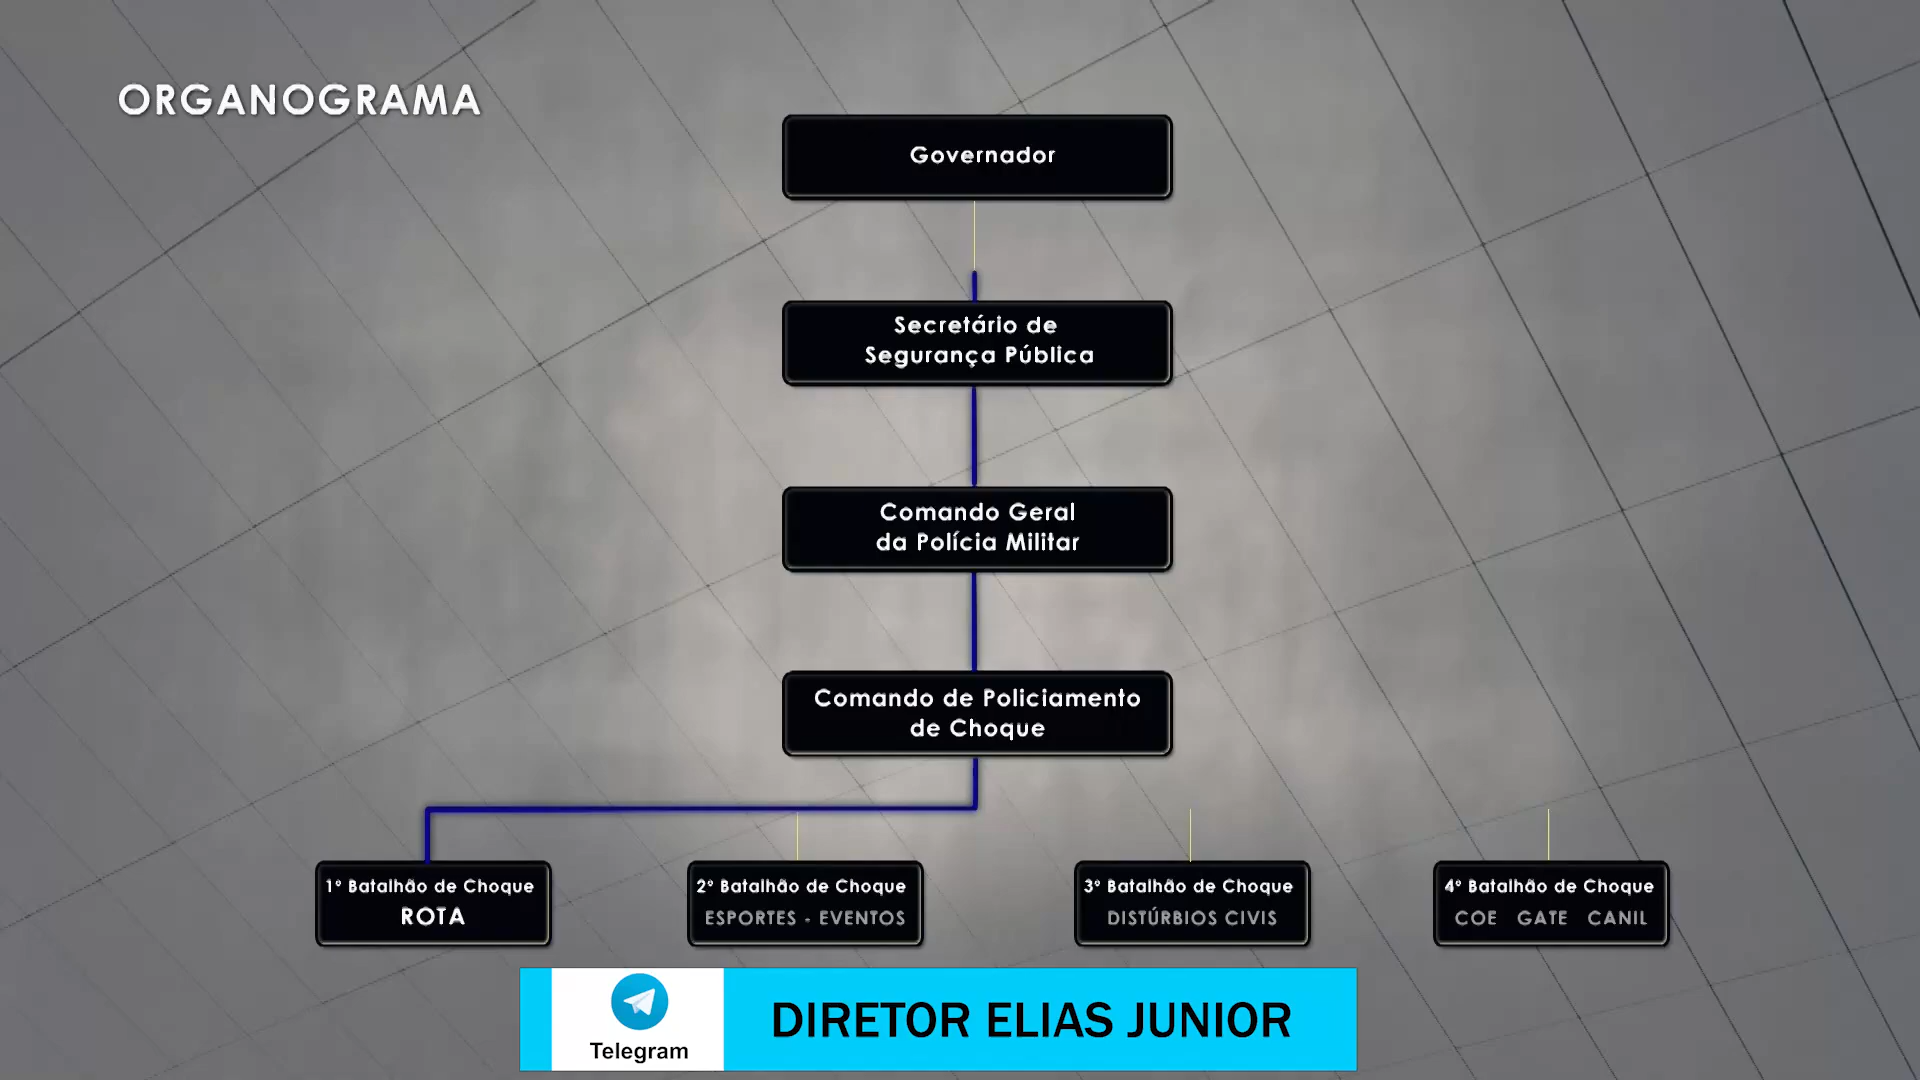 ORGANOGRAMA
Governador
Secretário de
Segurança Pública
Comando Geral
da Polícia Militar
Comando de Policiamento
de Choque
1º Batalhão de Choque
ROTA
2º Batalhão de Choque
ESPORTES - EVENTOS
3º Batalhão de Choque
DISTÚRBIOS CIVIS
4º Batalhão de Choque
COE GATE CANIL
Telegram
DIRETOR ELIAS JUNIOR